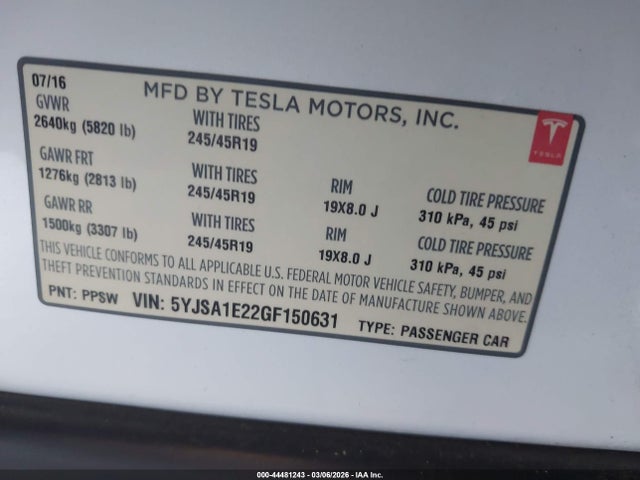 07/16
MFD BY TESLA MOTORS, INC.
TESLA
GVWR
2640kg (5820 lb)
WITH TIRES
245/45R19
GAWR FRT
1276kg (2813 lb)
WITH TIRES
245/45R19
RIM
19X8.0 J
COLD TIRE PRESSURE
310 kPa, 45 psi
GAWR RR
1500kg (3307 lb)
WITH TIRES
245/45R19
RIM
19X8.0 J
COLD TIRE PRESSURE
310 kPa, 45 psi
THIS VEHICLE CONFORMS TO ALL APPLICABLE U.S. FEDERAL MOTOR VEHICLE SAFETY, BUMPER, AND
THEFT PREVENTION STANDARDS IN EFFECT ON THE DATE OF MANUFACTURE SHOWN ABOVE.
PNT: PPSW VIN: 5YJSA1E22GF150631 TYPE: PASSENGER CAR
000-44481243 - 03/06/2026 - IAA Inc.